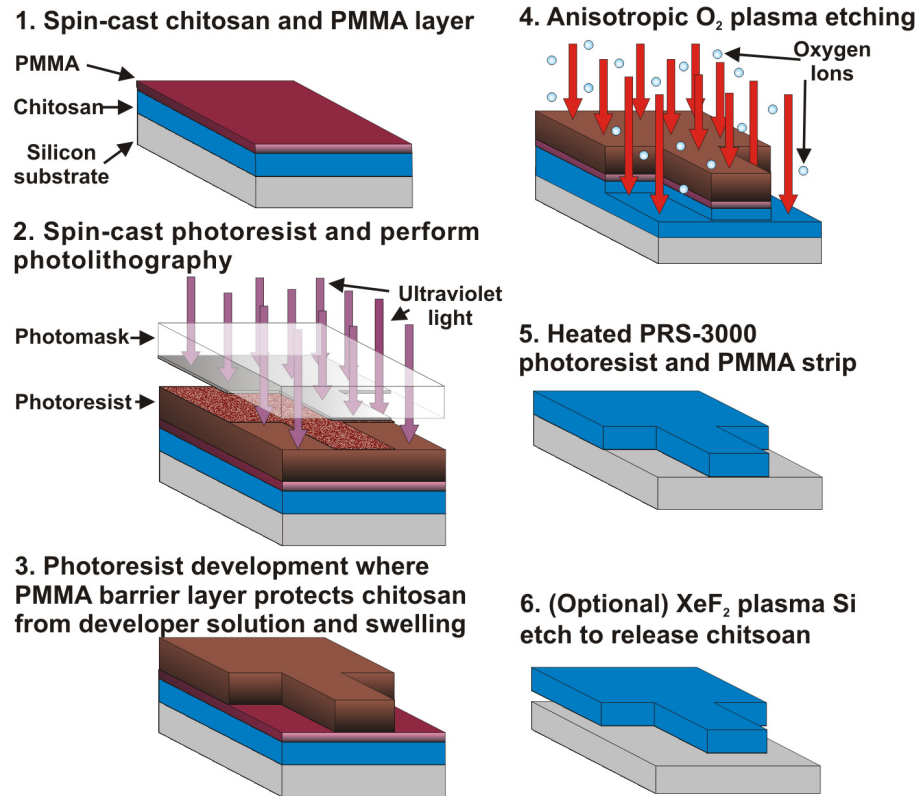 1. Spin-cast chitosan and PMMA layer
PMMA
Chitosan
Silicon
substrate
2. Spin-cast photoresist and perform
photolithography
Ultraviolet
light
Photomask
Photoresist
3. Photoresist development where
PMMA barrier layer protects chitosan
from developer solution and swelling
4. Anisotropic O₂ plasma etching
Oxygen
Ions
5. Heated PRS-3000
photoresist and PMMA strip
6. (Optional) XeF₂ plasma Si
etch to release chitsoan